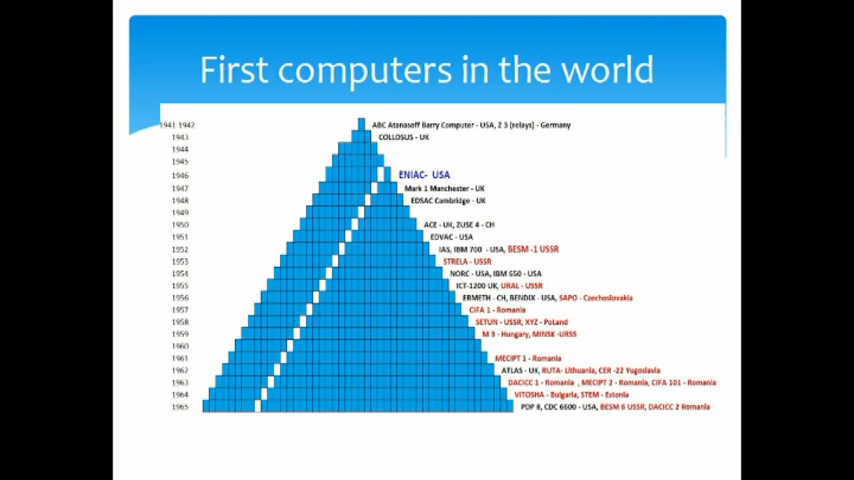 First computers in the world
1941 1942 ABC Atanasoff Barry Computer - USA, Z 3 (relays) - Germany
1943 COLLOSUS - UK
1944
1945
1946 ENIAC- USA
1947 Mark 1 Manchester - UK
1948 EDSAC Cambridge - UK
1949
1950 ACE - UK, ZUSE 4 - CH
1951 EDVAC - USA
1952 IAS, IBM 700 - USA, BESM -1 USSR
1953 STRELA - USSR
1954 NORC - USA, IBM 650 - USA
1955 ICT-1200 UK, URAL - USSR
1956 ERMETH - CH, BENDIX - USA, SAPO - Czechoslovakia
1957 CIFA 1 - Romania
1958 SETUN - USSR, XYZ - PoLand
1959 M 3 - Hungary, MINSK -URSS
1960
1961 MECIPT 1 - Romania
1962 ATLAS - UK, RUTA- Lithuania, CER -22 Yugoslavia
1963 DACICC 1 - Romania , MECIPT 2 - Romania, CIFA 101 - Romania
1964 VITOSHA - Bulgaria, STEM - Estonia
1965 PDP 8, CDC 6600 - USA, BESM 6 USSR, DACICC 2 Romania